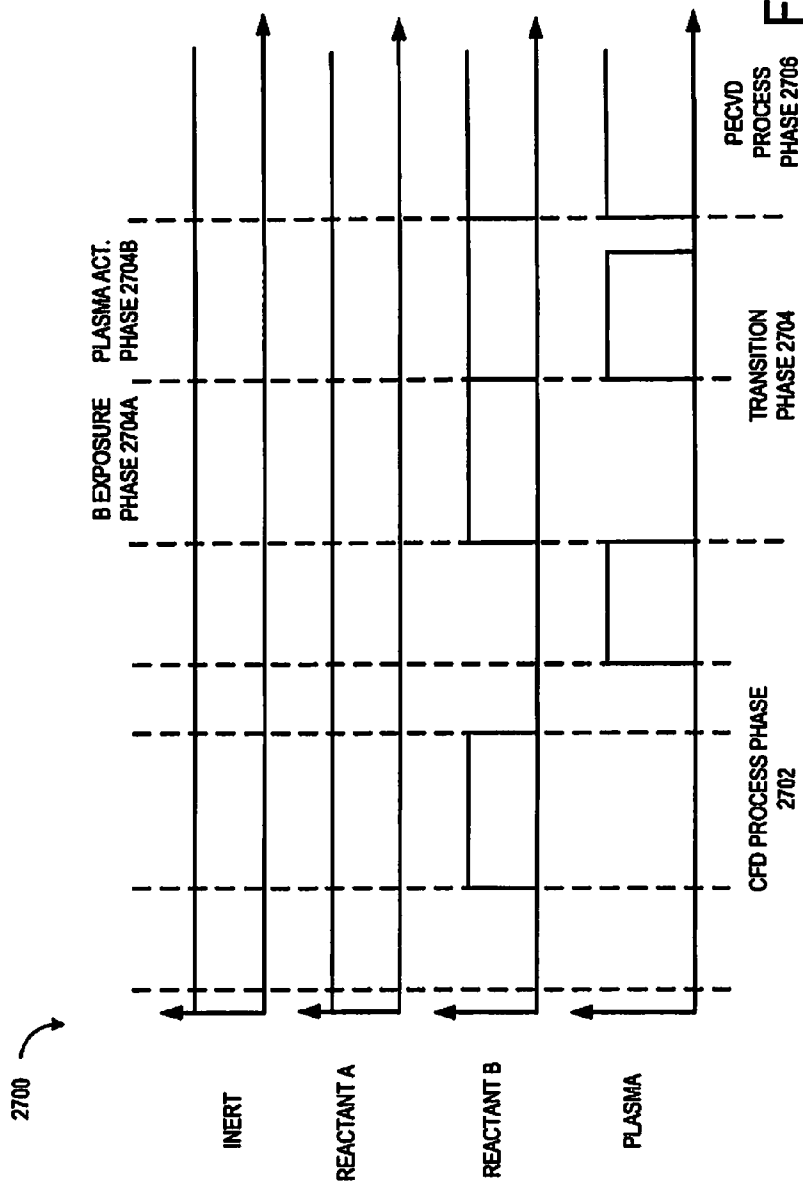 2700
INERT
REACTANT A
REACTANT B
PLASMA
B EXPOSURE
PHASE 2704A
PLASMA ACT.
PHASE 2704B
CFD PROCESS PHASE
2702
TRANSITION
PHASE 2704
PECVD
PROCESS
PHASE 2706
F